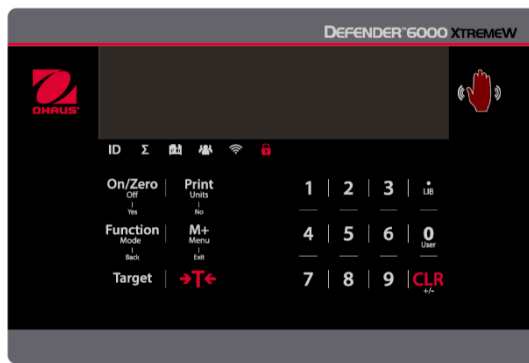 DEFENDER™6000 XTREMEW
OHAUS®
ID Σ
On/Zero Print 1 2 3 .
Off Units LIB
Yes No
Function M+ 4 5 6 0
Mode Menu User
Back Exit
Target →T← 7 8 9 CLR
+/-